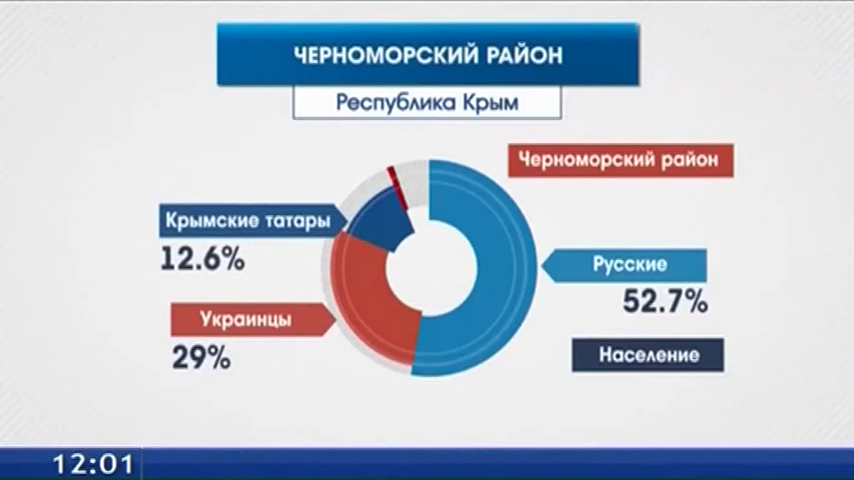 ЧЕРНОМОРСКИЙ РАЙОН
Республика Крым
Черноморский район
Крымские татары
12.6%
Русские
52.7%
Украинцы
29%
Население
12:01